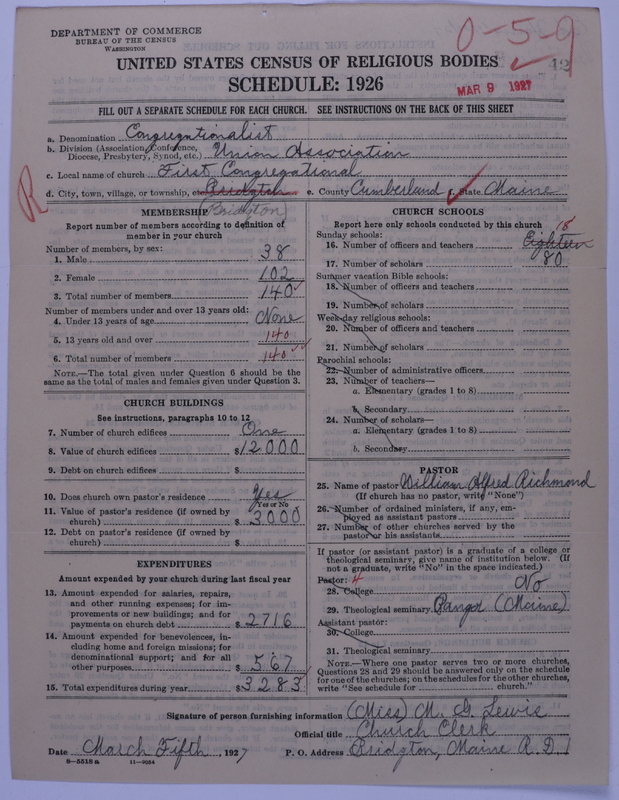 DEPARTMENT OF COMMERCE
BUREAU OF THE CENSUS
WASHINGTON
0-5-9
UNITED STATES CENSUS OF RELIGIOUS BODIES
12
SCHEDULE: 1926
MAR 9 1927
FILL OUT A SEPARATE SCHEDULE FOR EACH CHURCH. SEE INSTRUCTIONS ON THE BACK OF THIS SHEET
a. Denomination Congregationalist
b. Division (Association, Conference, Diocese, Presbytery, Synod, etc.) Union Association
c. Local name of church First Congregational
R
d. City, town, village, or township, etc. e. County Cumberland f. State Maine
(Bridgton)
MEMBERSHIP
Report number of members according to definition of
member in your church
Number of members, by sex:
1. Male 38
2. Female 102
3. Total number of members 140
Number of members under and over 13 years old:
4. Under 13 years of age None
5. 13 years old and over 140
6. Total number of members 140
NOTE.—The total given under Question 6 should be
same as the total of males and females given under Question 3.
CHURCH BUILDINGS
See instructions, paragraphs 10 to 12
7. Number of church edifices One
8. Value of church edifices $12000
9. Debt on church edifices $
10. Does church own pastor's residence Yes
Yes or No
11. Value of pastor's residence (if owned by
church) $ 3000
12. Debt on pastor's residence (if owned by
church) $
EXPENDITURES
Amount expended by your church during last fiscal year
13. Amount expended for salaries, repairs,
and other running expenses; for im-
provements or new buildings; and for
payments on church debt $2716
14. Amount expended for benevolences, in-
cluding home and foreign missions; for
denominational support; and for all
other purposes $567
15. Total expenditures during year $3283
CHURCH SCHOOLS
Report here only schools conducted by this church
Sunday schools: 18
16. Number of officers and teachers Eighteen
17. Number of scholars 80
Summer vacation Bible schools:
18. Number of officers and teachers
19. Number of scholars
Week-day religious schools:
20. Number of officers and teachers
21. Number of scholars
Parochial schools:
22. Number of administrative officers
23. Number of teachers—
a. Elementary (grades 1 to 8)
b. Secondary
24. Number of scholars—
a. Elementary (grades 1 to 8)
b. Secondary
PASTOR
25. Name of pastor William Alfred Richmond
(If church has no pastor, write "None")
26. Number of ordained ministers, if any, em-
ployed as assistant pastors
27. Number of other churches served by the
pastor or his assistants
If pastor (or assistant pastor) is a graduate of a college or
theological seminary, give name of institution below. (If
not a graduate, write "No" in the space indicated.)
Pastor: 4
28. College No
29. Theological seminary Bangor (Maine)
Assistant pastor:
30. College
31. Theological seminary
NOTE.—Where one pastor serves two or more churches,
Questions 28 and 29 should be answered only on the schedule
for one of the churches; on the schedules for the other churches,
write "See schedule for church."
Signature of person furnishing information (Miss) M. G. Lewis
Official title Church Clerk
Date March Fifth, 1927 P. O. Address Bridgton, Maine R.D. 1
8—5518a 11—9054